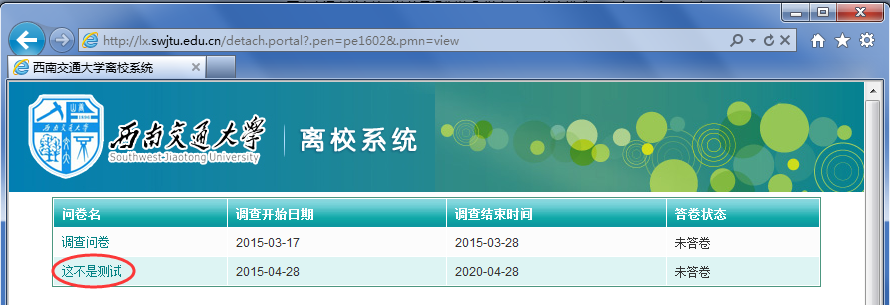 http://lx.swjtu.edu.cn/detach.portal?.pen=pe1602&.pmn=view
西南交通大学离校系统
西南交通大学
Southwest Jiaotong University
离校系统
问卷名 调查开始日期 调查结束时间 答卷状态
调查问卷 2015-03-17 2015-03-28 未答卷
这不是测试 2015-04-28 2020-04-28 未答卷